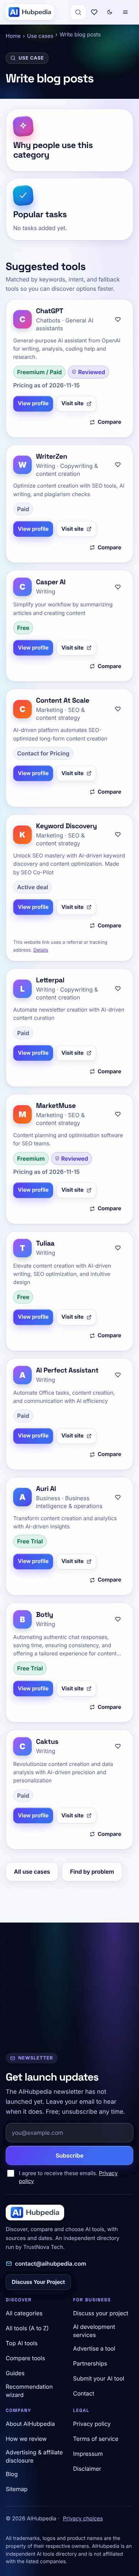 AI Hubpedia
Home › Use cases › Write blog posts
USE CASE
Write blog posts
Why people use this
category
Popular tasks
No tasks added yet.
Suggested tools
Matched by keywords, intent, and fallback
tools so you can discover options faster.
C
ChatGPT
Chatbots · General AI
assistants
General-purpose AI assistant from OpenAI
for writing, analysis, coding help and
research.
Freemium / Paid
Reviewed
Pricing as of 2026-11-15
View profile
Visit site
Compare
W
WriterZen
Writing · Copywriting &
content creation
Optimize content creation with SEO tools, AI
writing, and plagiarism checks.
Paid
View profile
Visit site
Compare
C
Casper AI
Writing
Simplify your workflow by summarizing
articles and creating content
Free
View profile
Visit site
Compare
C
Content At Scale
Marketing · SEO &
content strategy
AI-driven platform automates SEO-
optimized long-form content creation
Contact for Pricing
View profile
Visit site
Compare
K
Keyword Discovery
Marketing · SEO &
content strategy
Unlock SEO mastery with AI-driven keyword
discovery and content optimization. Made
by SEO Co-Pilot
Active deal
View profile
Visit site
Compare
This website link uses a referral or tracking
address. Details
L
Letterpal
Writing · Copywriting &
content creation
Automate newsletter creation with AI-driven
content curation
Paid
View profile
Visit site
Compare
M
MarketMuse
Marketing · SEO &
content strategy
Content planning and optimisation software
for SEO teams.
Freemium
Reviewed
Pricing as of 2026-11-15
View profile
Visit site
Compare
T
Tuliaa
Writing
Elevate content creation with AI-driven
writing, SEO optimization, and intuitive
design
Free
View profile
Visit site
Compare
A
AI Perfect Assistant
Writing
Automate Office tasks, content creation,
and communication with AI efficiency
Paid
View profile
Visit site
Compare
A
Auri AI
Business · Business
intelligence & operations
Transform content creation and analytics
with AI-driven insights
Free Trial
View profile
Visit site
Compare
B
Botly
Writing
Automating authentic chat responses,
saving time, ensuring consistency, and
offering a streamlined experience for content...
Free Trial
View profile
Visit site
Compare
C
Caktus
Writing
Revolutionize content creation and data
analysis with AI-driven precision and
personalization
Paid
View profile
Visit site
Compare
All use cases
Find by problem
NEWSLETTER
Get launch updates
The AIHubpedia newsletter has not
launched yet. Leave your email to hear
when it does. Free; unsubscribe any time.
you@example.com
Subscribe
I agree to receive these emails. Privacy
policy
AI Hubpedia
Discover, compare and choose AI tools, with
sources and dates. An independent directory
run by TrustNova Tech.
contact@aihubpedia.com
Discuss Your Project
DISCOVER
All categories
All tools (A to Z)
Top AI tools
Compare tools
Guides
Recommendation
wizard
FOR BUSINESS
Discuss your project
AI development
services
Advertise a tool
Partnerships
Submit your AI tool
Contact
COMPANY
About AIHubpedia
How we review
Advertising & affiliate
disclosure
Blog
Sitemap
LEGAL
Privacy policy
Terms of service
Impressum
Disclaimer
© 2026 AIHubpedia · Privacy choices
AI tool trademarks, logos and product names are the
property of their respective owners. AIHubpedia is an
independent AI tools directory and is not affiliated
with the listed companies.